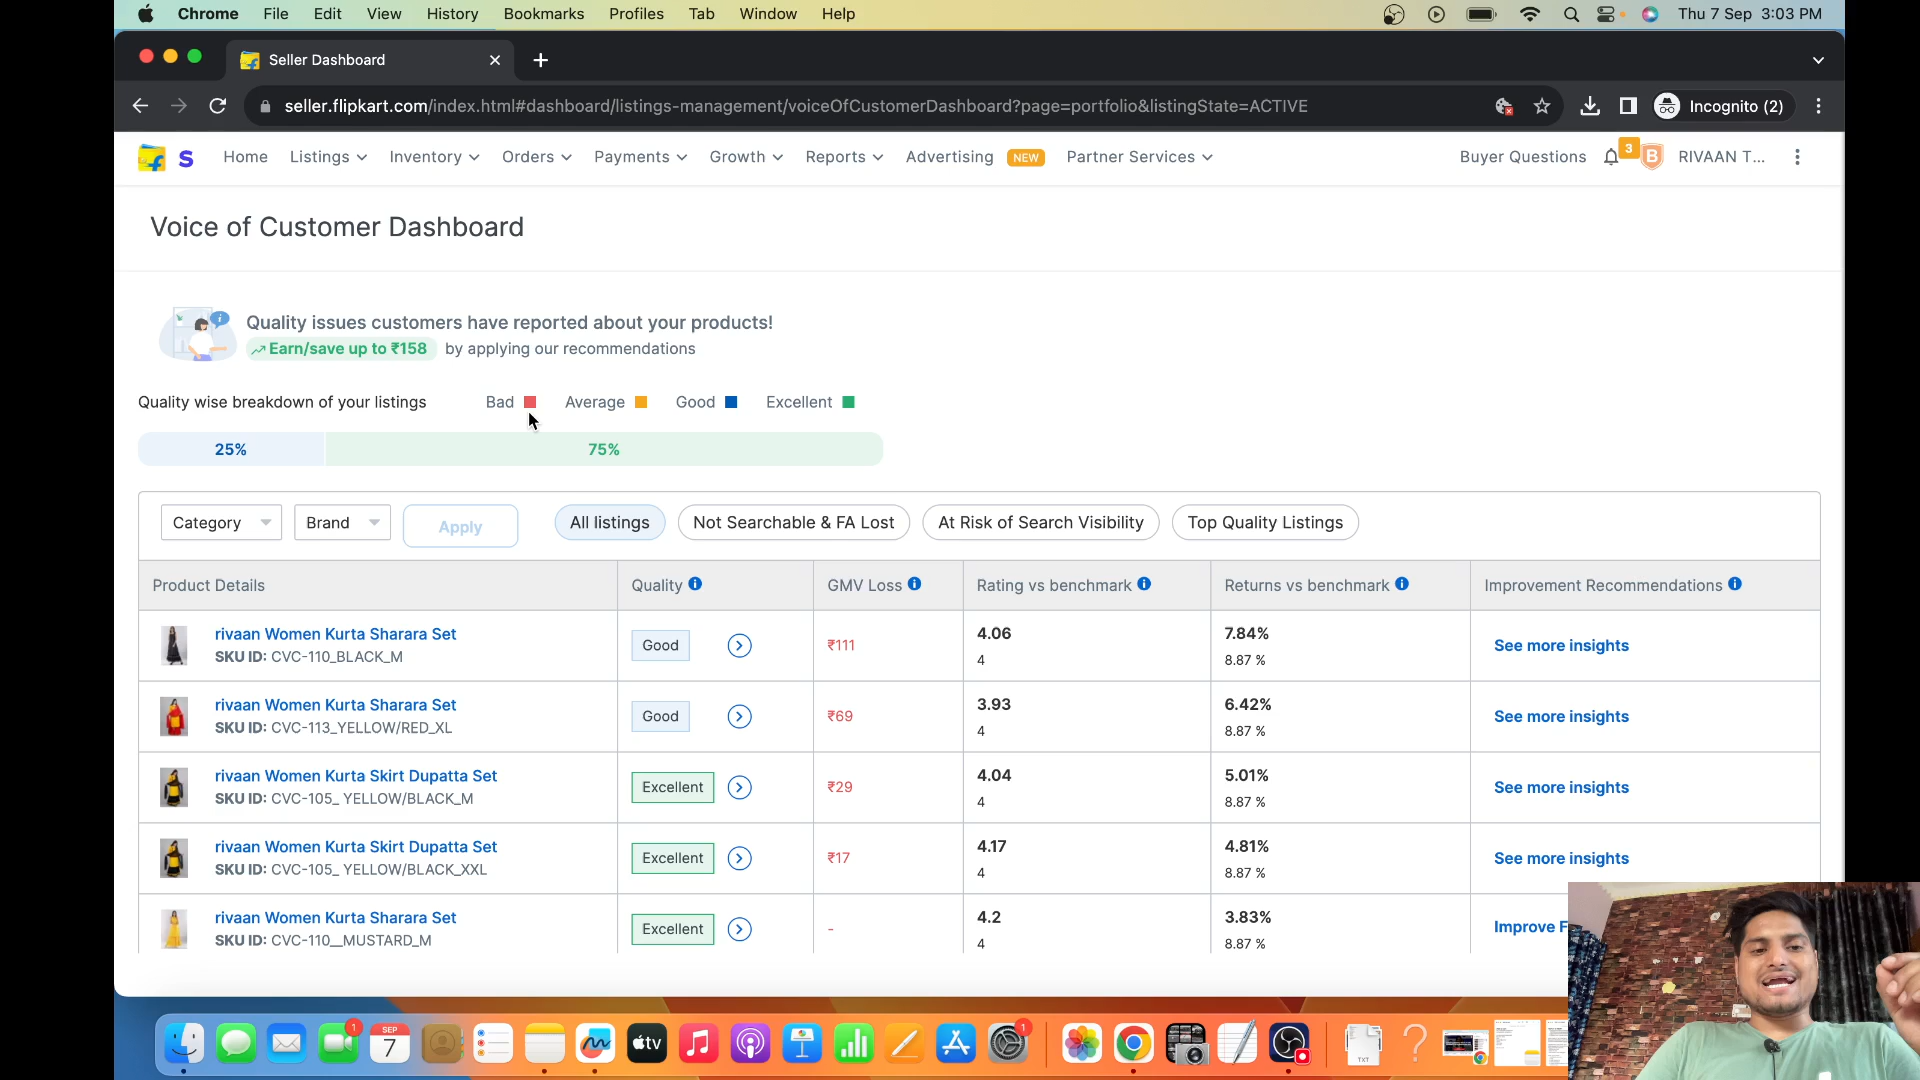 Chrome File Edit View History Bookmarks Profiles Tab Window Help Thu 7 Sep 3:03 PM
Seller Dashboard
seller.flipkart.com/index.html#dashboard/listings-management/voiceOfCustomerDashboard?page=portfolio&listingState=ACTIVE Incognito (2)
Home Listings Inventory Orders Payments Growth Reports Advertising NEW Partner Services Buyer Questions 3 B RIVAAN T...
Voice of Customer Dashboard
Quality issues customers have reported about your products!
Earn/save up to ₹158 by applying our recommendations
Quality wise breakdown of your listings Bad Average Good Excellent
25% 75%
Category Brand Apply All listings Not Searchable & FA Lost At Risk of Search Visibility Top Quality Listings
Product Details Quality GMV Loss Rating vs benchmark Returns vs benchmark Improvement Recommendations
rivaan Women Kurta Sharara Set Good ₹111 4.06 7.84% See more insights
SKU ID: CVC-110_BLACK_M 4 8.87 %
rivaan Women Kurta Sharara Set Good ₹69 3.93 6.42% See more insights
SKU ID: CVC-113_YELLOW/RED_XL 4 8.87 %
rivaan Women Kurta Skirt Dupatta Set Excellent ₹29 4.04 5.01% See more insights
SKU ID: CVC-105_ YELLOW/BLACK_M 4 8.87 %
rivaan Women Kurta Skirt Dupatta Set Excellent ₹17 4.17 4.81% See more insights
SKU ID: CVC-105_ YELLOW/BLACK_XXL 4 8.87 %
rivaan Women Kurta Sharara Set Excellent - 4.2 3.83% Improve F
SKU ID: CVC-110__MUSTARD_M 4 8.87 %
1 SEP 7 tv 1 TXT